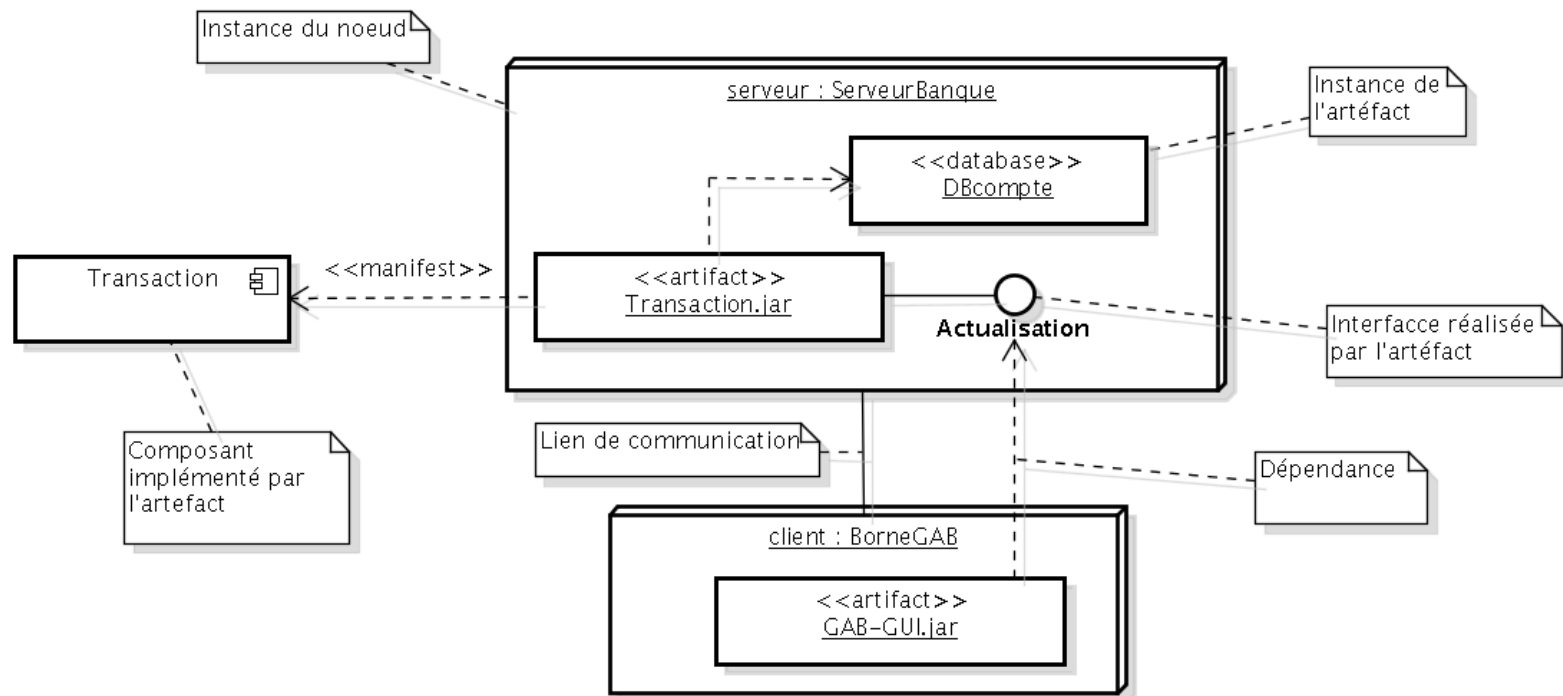 Instance du noeud
serveur : ServeurBanque
Instance de
l'artéfact
<<database>>
DBcompte
Transaction
<<manifest>>
<<artifact>>
Transaction.jar
Actualisation
Interfacce réalisée
par l'artéfact
Composant
implémenté par
l'artefact
Lien de communication
Dépendance
client : BorneGAB
<<artifact>>
GAB-GUI.jar